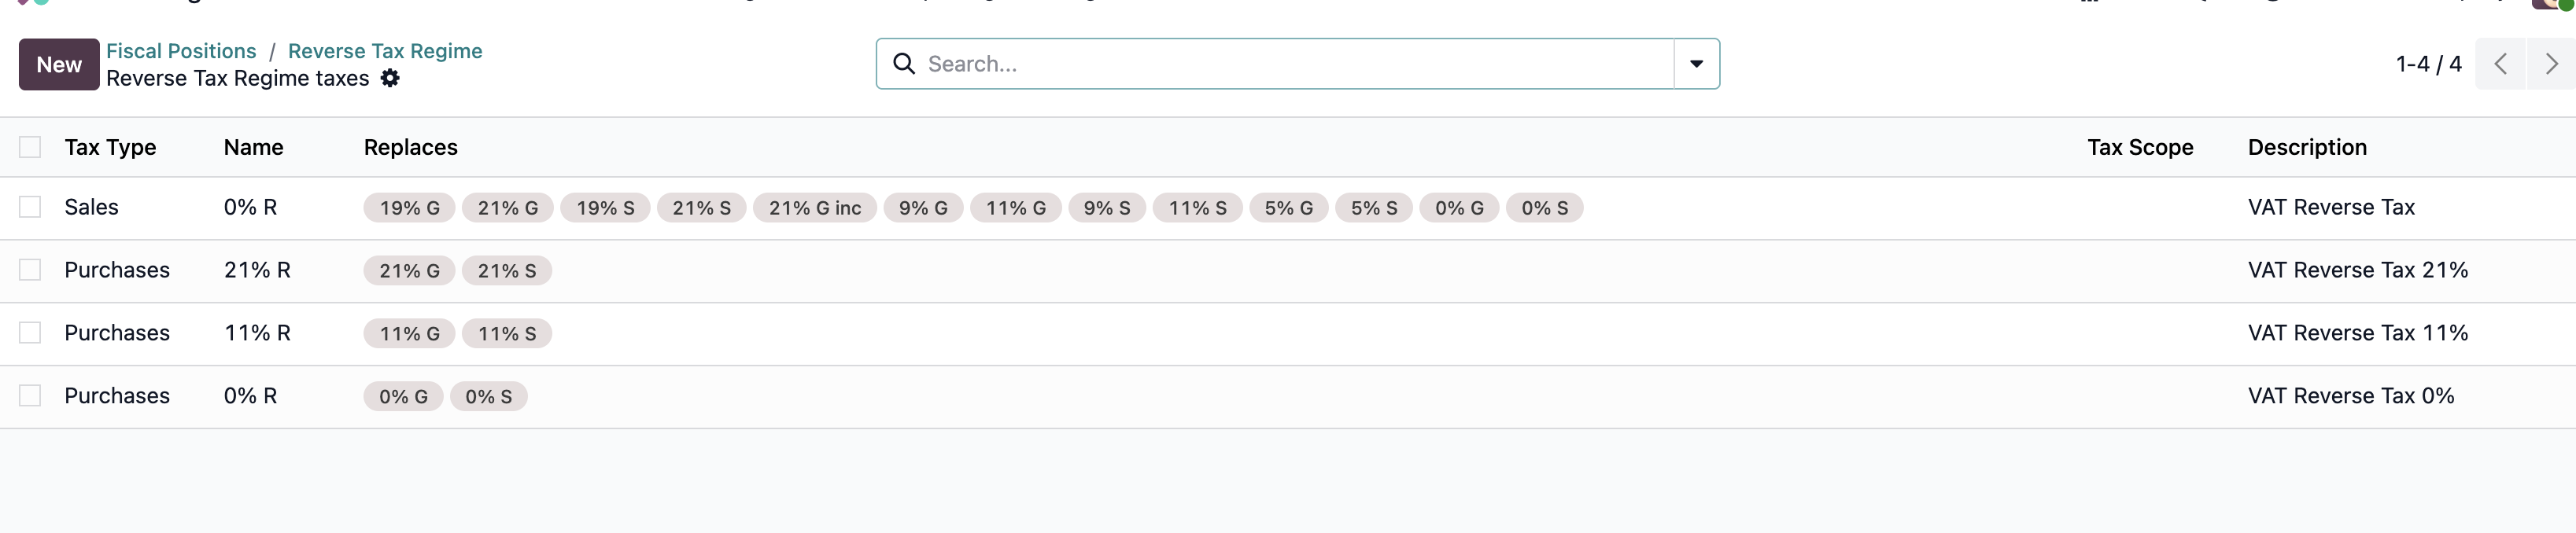 New
Fiscal Positions / Reverse Tax Regime
Reverse Tax Regime taxes
Search...
1-4 / 4
Tax Type Name Replaces Tax Scope Description
Sales 0% R 19% G 21% G 19% S 21% S 21% G inc 9% G 11% G 9% S 11% S 5% G 5% S 0% G 0% S VAT Reverse Tax
Purchases 21% R 21% G 21% S VAT Reverse Tax 21%
Purchases 11% R 11% G 11% S VAT Reverse Tax 11%
Purchases 0% R 0% G 0% S VAT Reverse Tax 0%